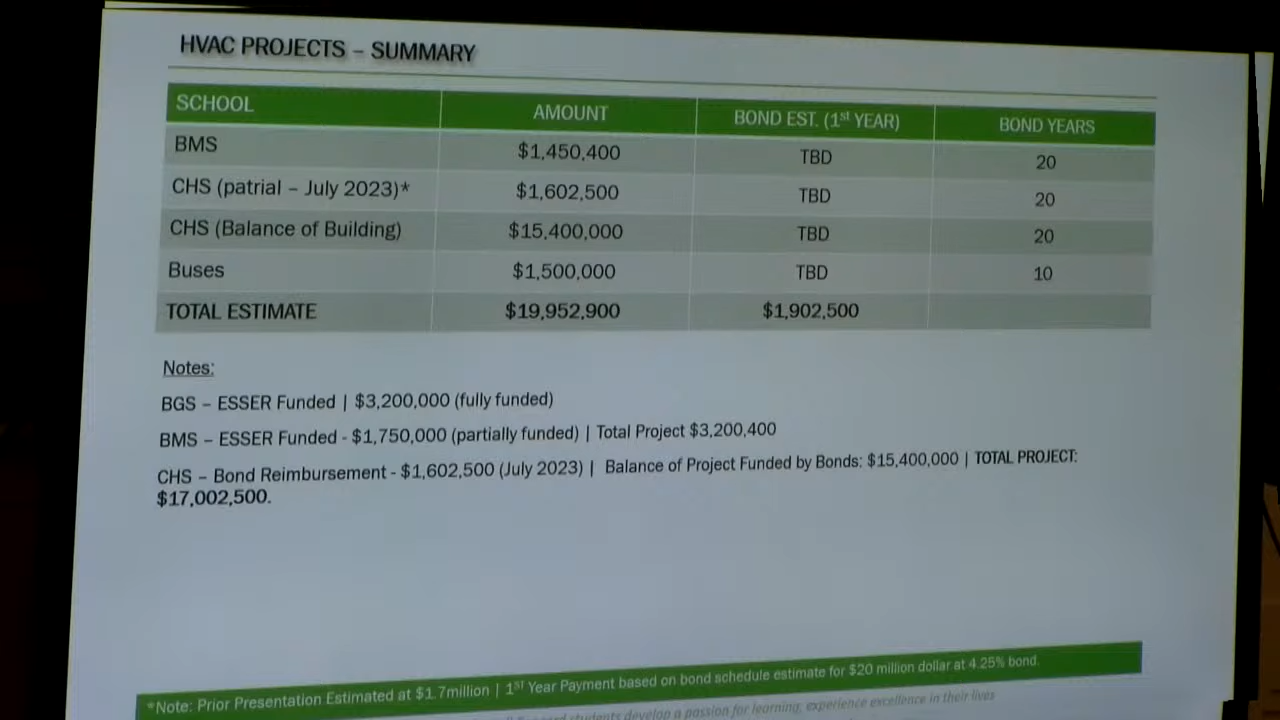 HVAC PROJECTS – SUMMARY
SCHOOL AMOUNT BOND EST. (1ST YEAR) BOND YEARS
BMS $1,450,400 TBD 20
CHS (patrial – July 2023)* $1,602,500 TBD 20
CHS (Balance of Building) $15,400,000 TBD 20
Buses $1,500,000 TBD 10
TOTAL ESTIMATE $19,952,900 $1,902,500
Notes:
BGS – ESSER Funded | $3,200,000 (fully funded)
BMS – ESSER Funded - $1,750,000 (partially funded) | Total Project $3,200,400
CHS – Bond Reimbursement - $1,602,500 (July 2023) | Balance of Project Funded by Bonds: $15,400,000 | TOTAL PROJECT:
$17,002,500.
*Note: Prior Presentation Estimated at $1.7million | 1ST Year Payment based on bond schedule estimate for $20 million dollar at 4.25% bond.
students develop a passion for learning, experience excellence in their lives